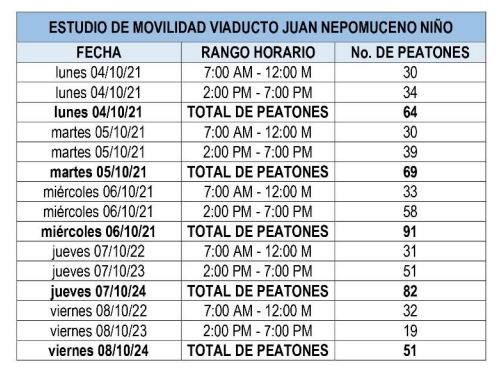 ESTUDIO DE MOVILIDAD VIADUCTO JUAN NEPOMUCENO NIÑO
FECHA RANGO HORARIO No. DE PEATONES
lunes 04/10/21 7:00 AM - 12:00 M 30
lunes 04/10/21 2:00 PM - 7:00 PM 34
lunes 04/10/21 TOTAL DE PEATONES 64
martes 05/10/21 7:00 AM - 12:00 M 30
martes 05/10/21 2:00 PM - 7:00 PM 39
martes 05/10/21 TOTAL DE PEATONES 69
miércoles 06/10/21 7:00 AM - 12:00 M 33
miércoles 06/10/21 2:00 PM - 7:00 PM 58
miércoles 06/10/21 TOTAL DE PEATONES 91
jueves 07/10/22 7:00 AM - 12:00 M 31
jueves 07/10/23 2:00 PM - 7:00 PM 51
jueves 07/10/24 TOTAL DE PEATONES 82
viernes 08/10/22 7:00 AM - 12:00 M 32
viernes 08/10/23 2:00 PM - 7:00 PM 19
viernes 08/10/24 TOTAL DE PEATONES 51